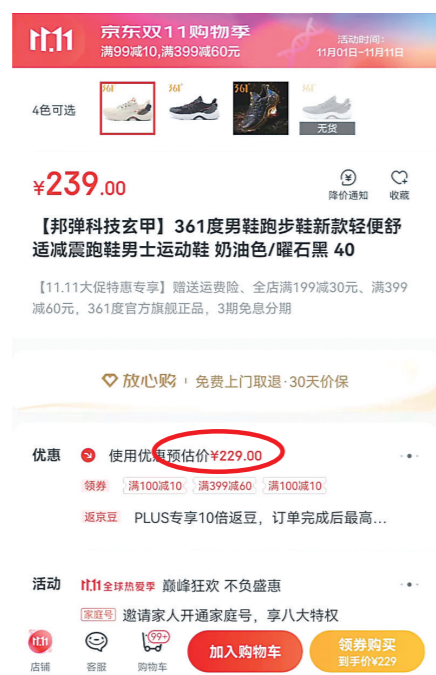 11.11 京东双11购物季
满99减10,满399减60元
活动时间:
11月01日-11月11日
4色可选
361° 361° 361° 361°
无货
¥239.00
降价通知 收藏
【邦弹科技玄甲】361度男鞋跑步鞋新款轻便舒
适减震跑鞋男士运动鞋 奶油色/曜石黑 40
【11.11大促特惠专享】赠送运费险、全店满199减30元、满399
减60元,361度官方旗舰正品,3期免息分期
放心购 免费上门取退·30天价保
优惠 使用优惠预估价¥229.00
领券 满100减10 满399减60 满100减10
返京豆 PLUS专享10倍返豆,订单完成后最高...
活动 11.11全球热爱季 巅峰狂欢 不负盛惠
家庭号 邀请家人开通家庭号,享八大特权
11.11 99+
店铺 客服 购物车
加入购物车
领券购买
到手价¥229